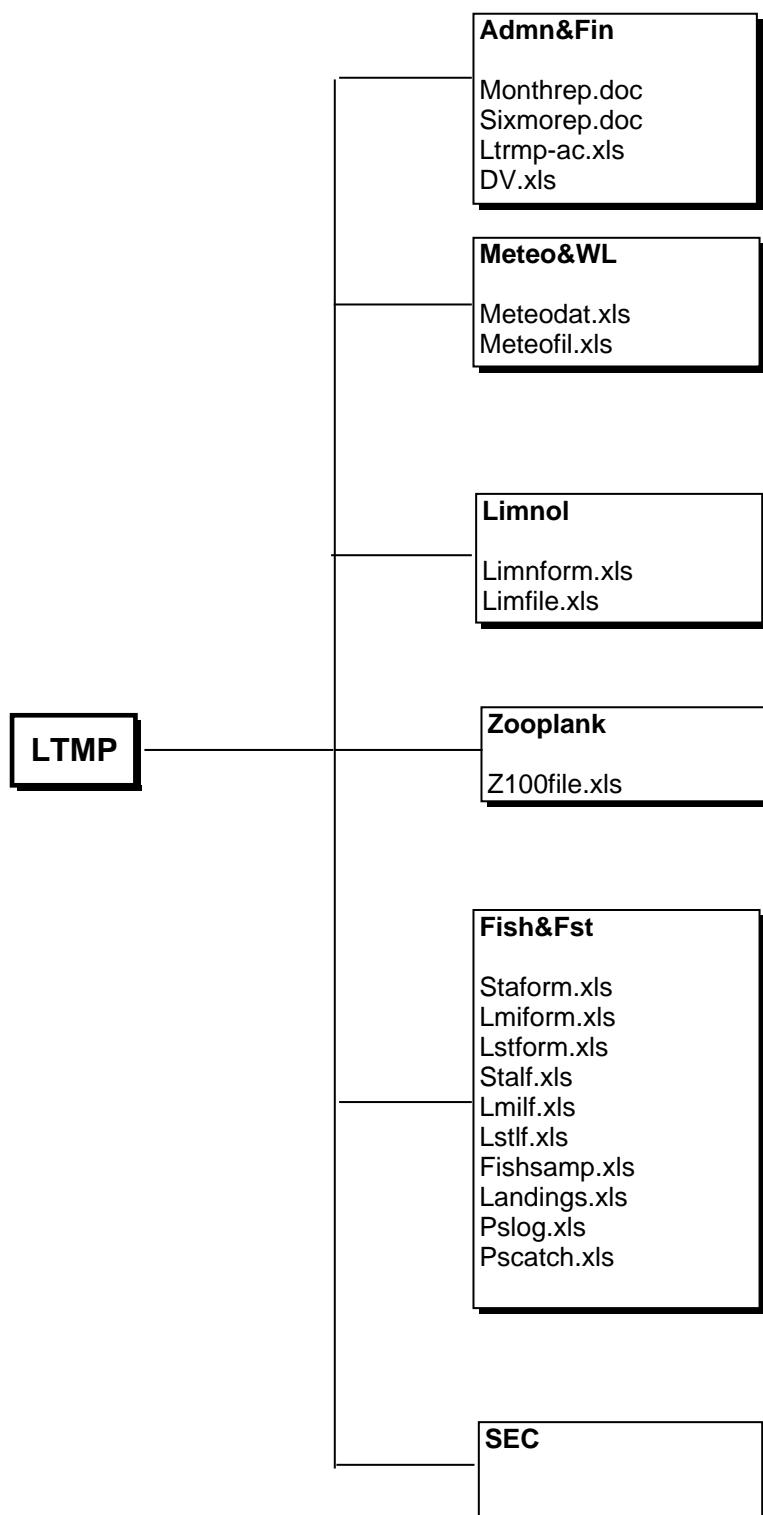 Admn&Fin
Monthrep.doc
Sixmorep.doc
Ltrmp-ac.xls
DV.xls
Meteo&WL
Meteodat.xls
Meteofil.xls
Limnol
Limnform.xls
Limfile.xls
LTMP
Zooplank
Z100file.xls
Fish&Fst
Staform.xls
Lmiform.xls
Lstform.xls
Stalf.xls
Lmilf.xls
Lstlf.xls
Fishsamp.xls
Landings.xls
Pslog.xls
Pscatch.xls
SEC